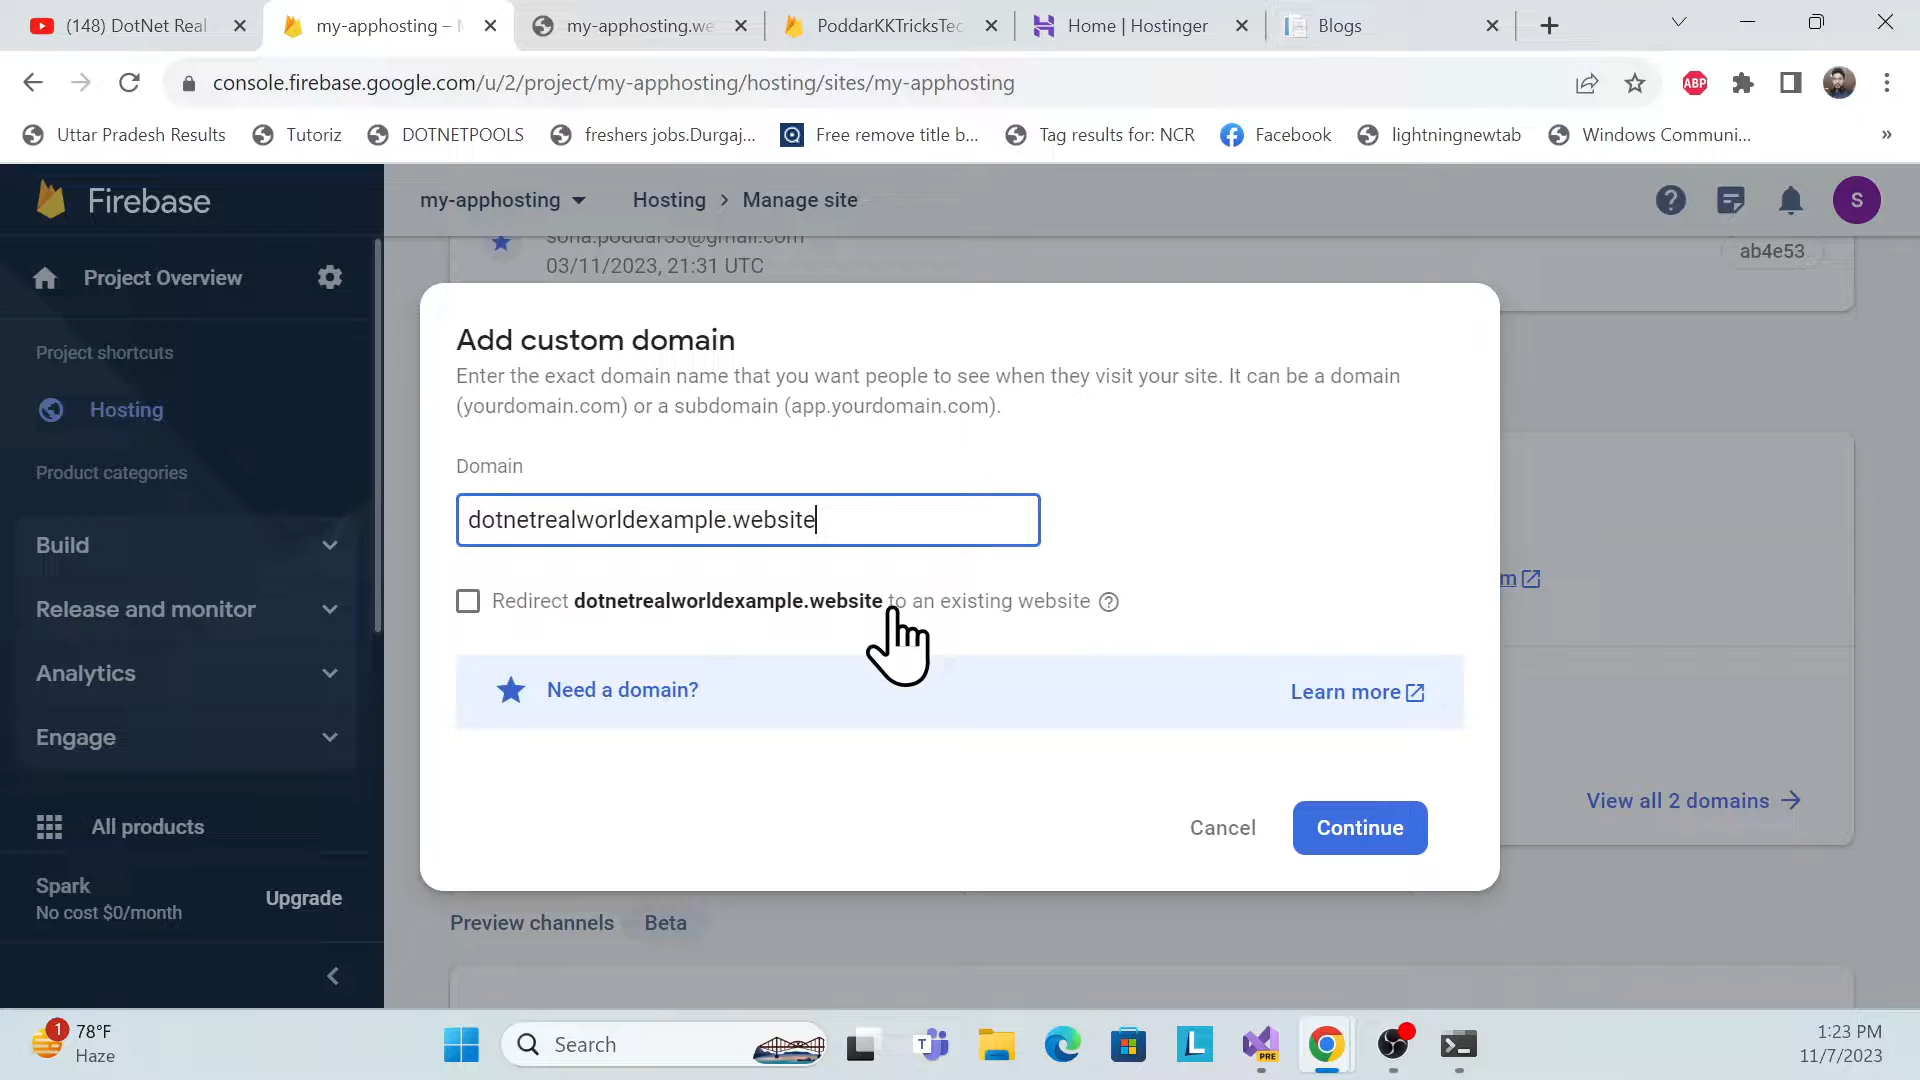 (148) DotNet Real
my-apphosting –
my-apphosting.we
PoddarKKTricksTec
Home | Hostinger
Blogs
console.firebase.google.com/u/2/project/my-apphosting/hosting/sites/my-apphosting
ABP
Uttar Pradesh Results
Tutoriz
DOTNETPOOLS
freshers jobs.Durgaj...
Free remove title b...
Tag results for: NCR
Facebook
lightningnewtab
Windows Communi...
»
Firebase
my-apphosting
Hosting > Manage site
S
03/11/2023, 21:31 UTC
ab4e53
Project Overview
Project shortcuts
Hosting
Product categories
Build
Release and monitor
Analytics
Engage
All products
Spark
No cost $0/month
Upgrade
Add custom domain
Enter the exact domain name that you want people to see when they visit your site. It can be a domain
(yourdomain.com) or a subdomain (app.yourdomain.com).
Domain
dotnetrealworldexample.website
Redirect dotnetrealworldexample.website to an existing website
Need a domain?
Learn more
Cancel
Continue
m
View all 2 domains
Preview channels
Beta
1
78°F
Haze
Search
T
L
PRE
1:23 PM
11/7/2023